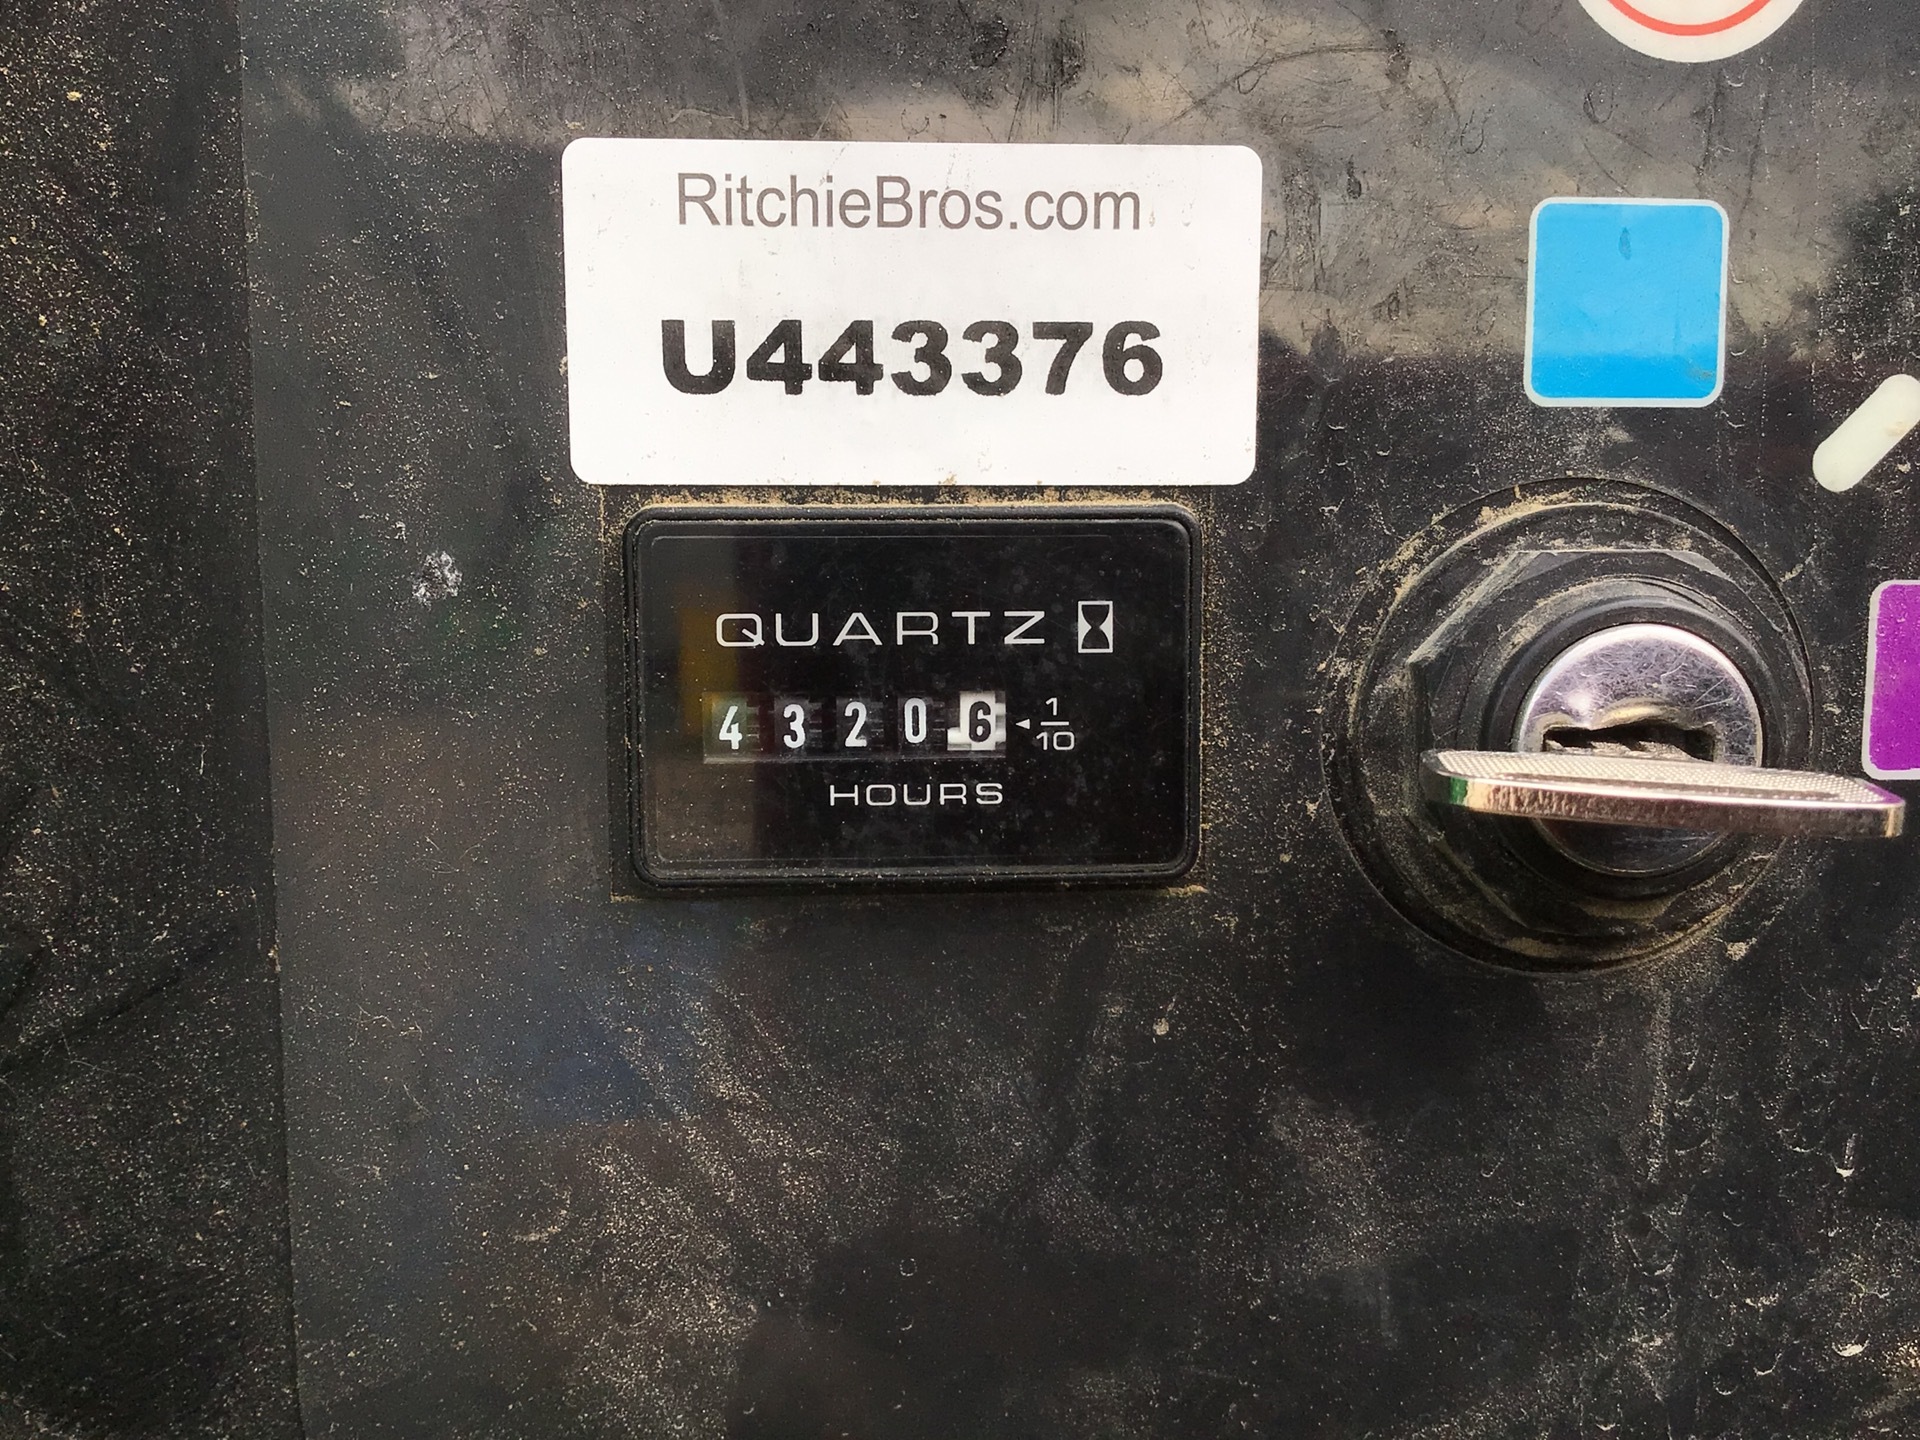 RitchieBros.com
U443376
QUARTZ
43206 1/10
HOURS